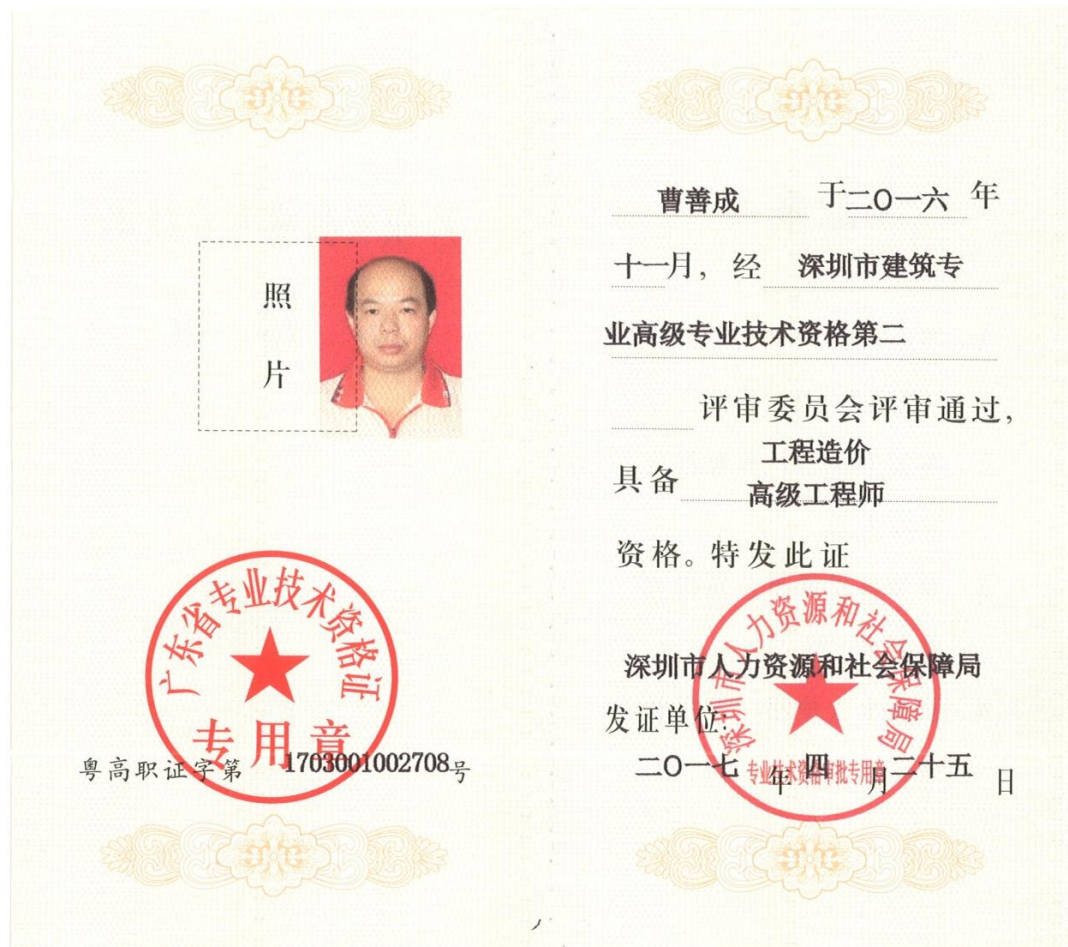 照
片
广东省专业技术资格证
专用章
粤高职证字第 1703001002708号
曹善成 于二〇一六 年
十一月，经 深圳市建筑专
业高级专业技术资格第二
评审委员会评审通过，
工程造价
具备 高级工程师
资格。特发此证
深圳市人力资源和社会保障局
深圳市人力资源和社会保障局
发证单位：
专业技术资格审批专用章
二〇一七 年 四 月 二十五 日